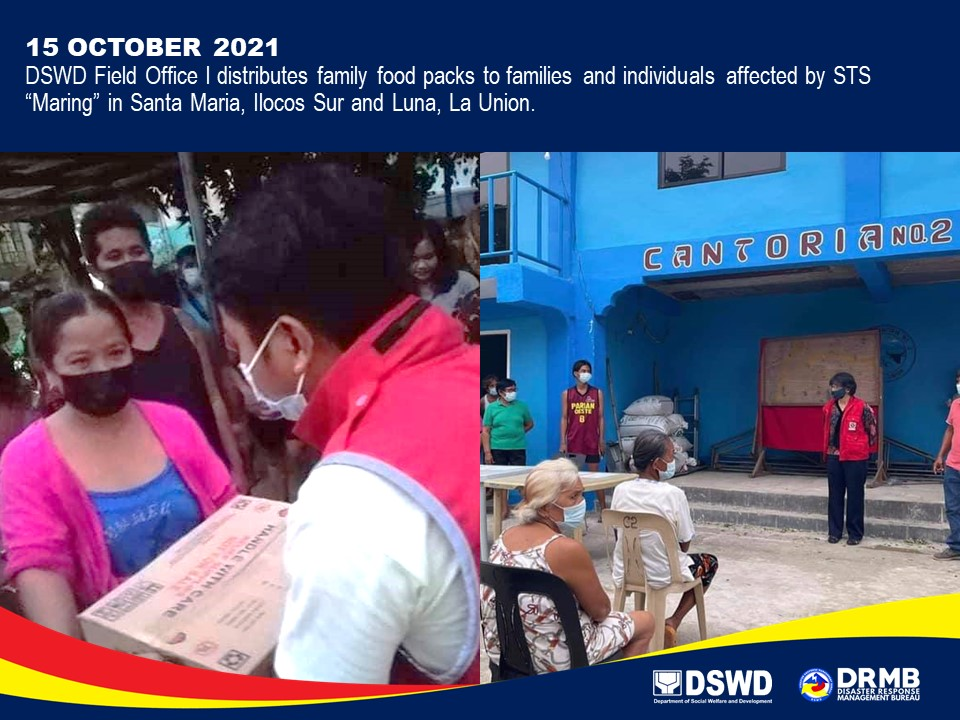 15 OCTOBER 2021
DSWD Field Office I distributes family food packs to families and individuals affected by STS
“Maring” in Santa Maria, Ilocos Sur and Luna, La Union.
HANDLE WITH CARE
CANTORIA NO.2
PARIAN
OESTE
8
C2
DSWD
Department of Social Welfare and Development
DRMB
DISASTER RESPONSE
MANAGEMENT BUREAU